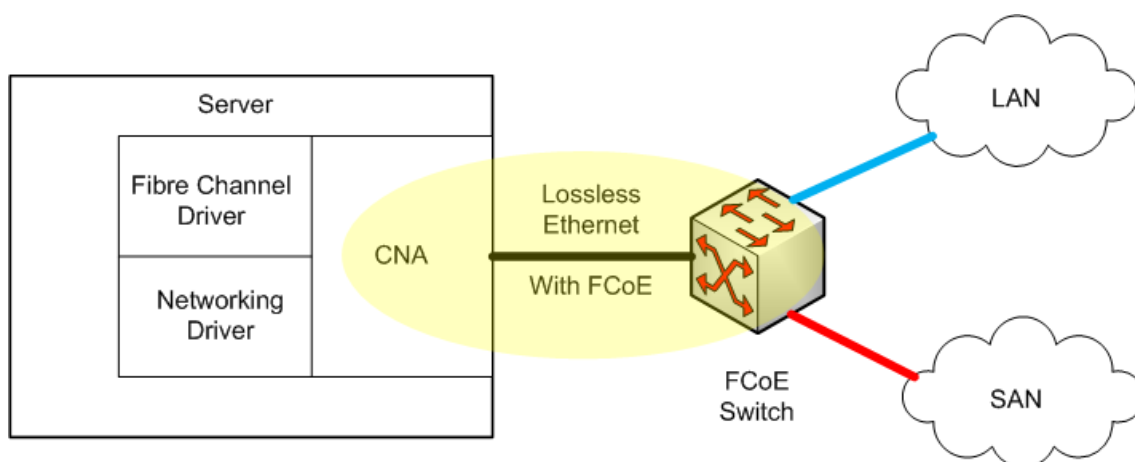 Server
Fibre Channel
Driver
Networking
Driver
CNA
Lossless
Ethernet
With FCoE
FCoE
Switch
LAN
SAN